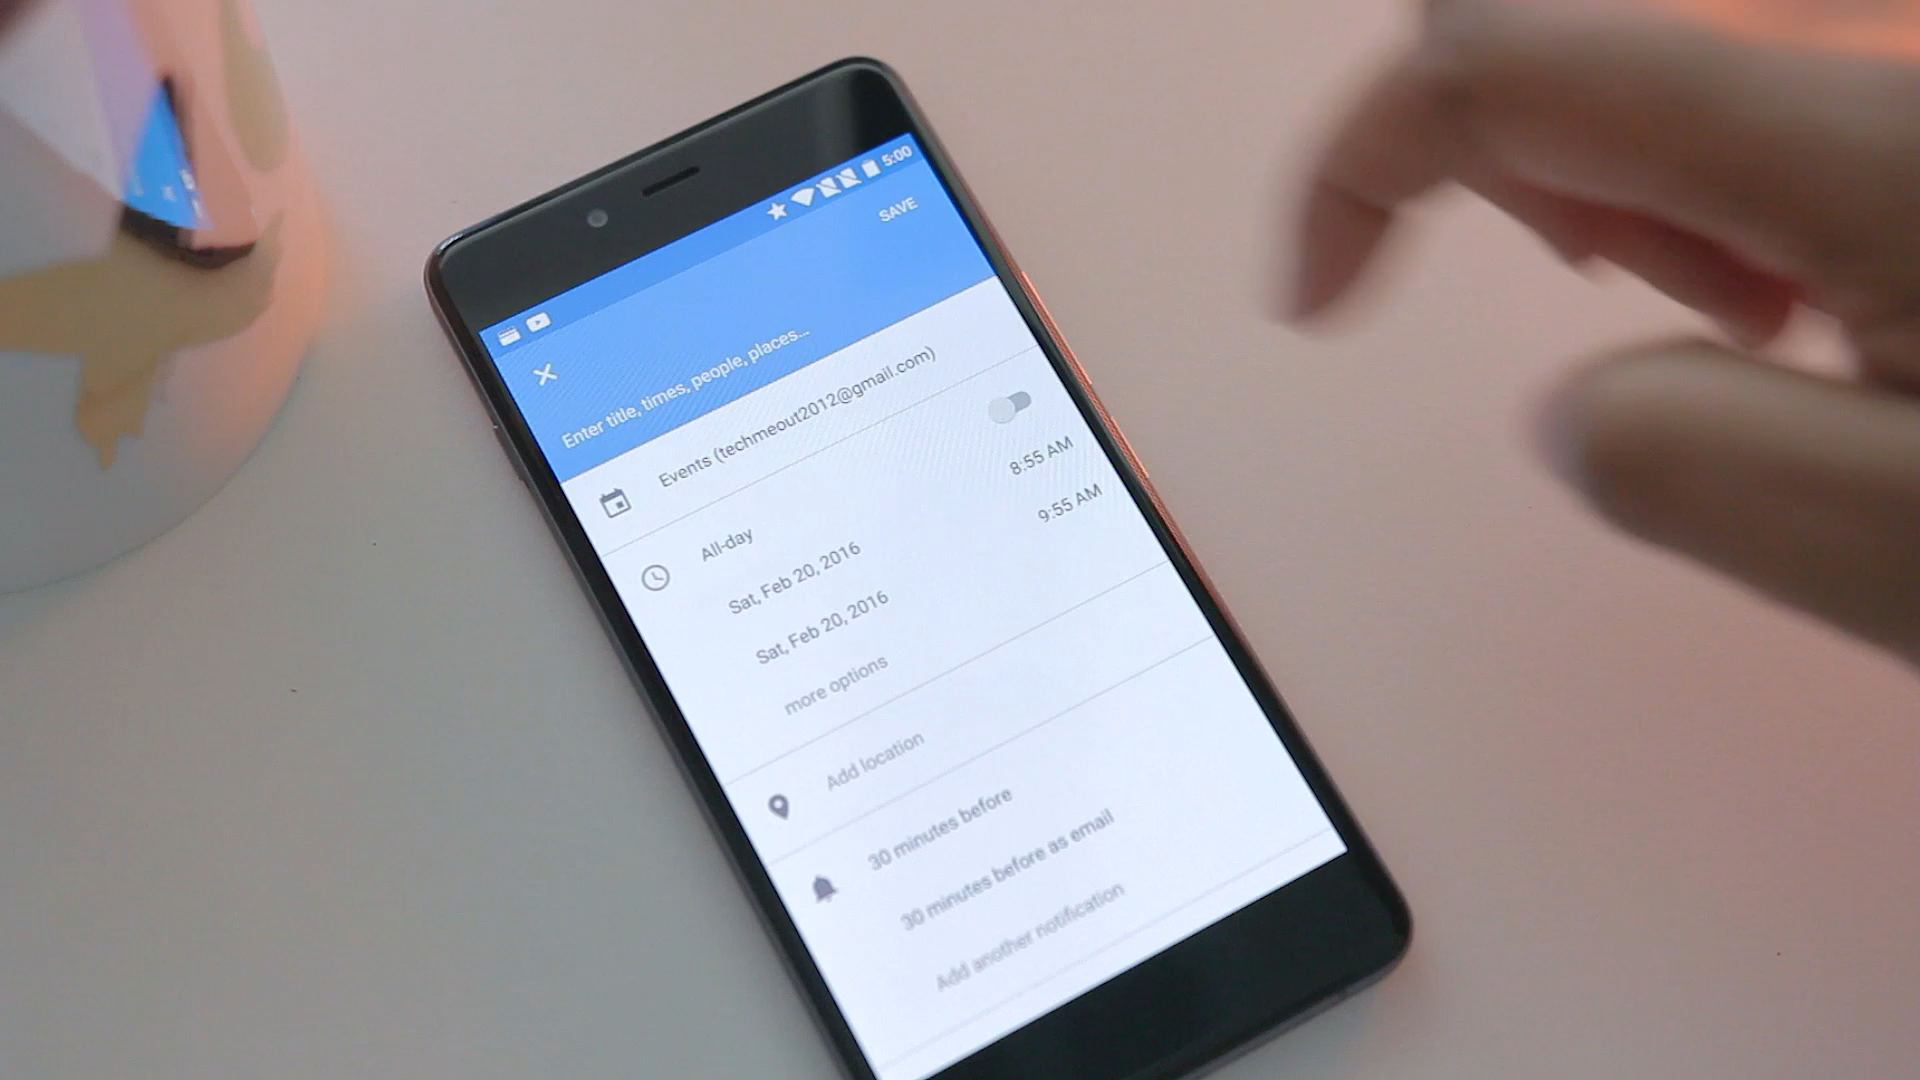 5:00
SAVE
Enter title, times, people, places...
Events (techmeout2012@gmail.com)
All-day
Sat, Feb 20, 2016 8:55 AM
Sat, Feb 20, 2016 9:55 AM
more options
Add location
30 minutes before
30 minutes before as email
Add another notification